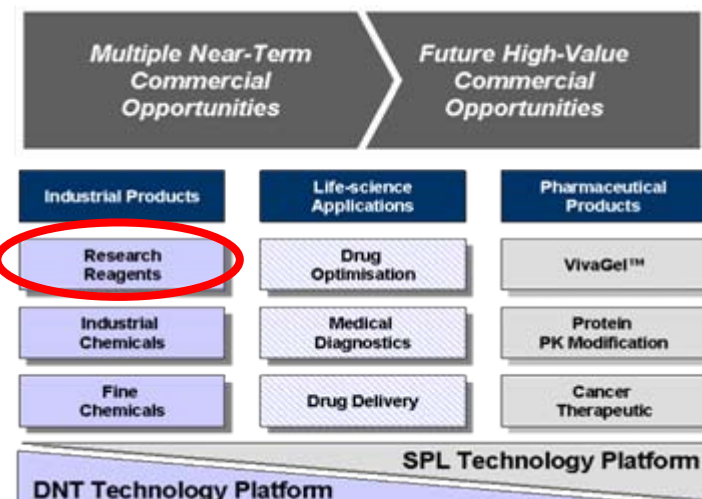 Multiple Near-Term
Commercial
Opportunities
Future High-Value
Commercial
Opportunities
Industrial Products
Life-science
Applications
Pharmaceutical
Products
Research
Reagents
Drug
Optimisation
VivaGel™
Industrial
Chemicals
Medical
Diagnostics
Protein
PK Modification
Fine
Chemicals
Drug Delivery
Cancer
Therapeutic
SPL Technology Platform
DNT Technology Platform